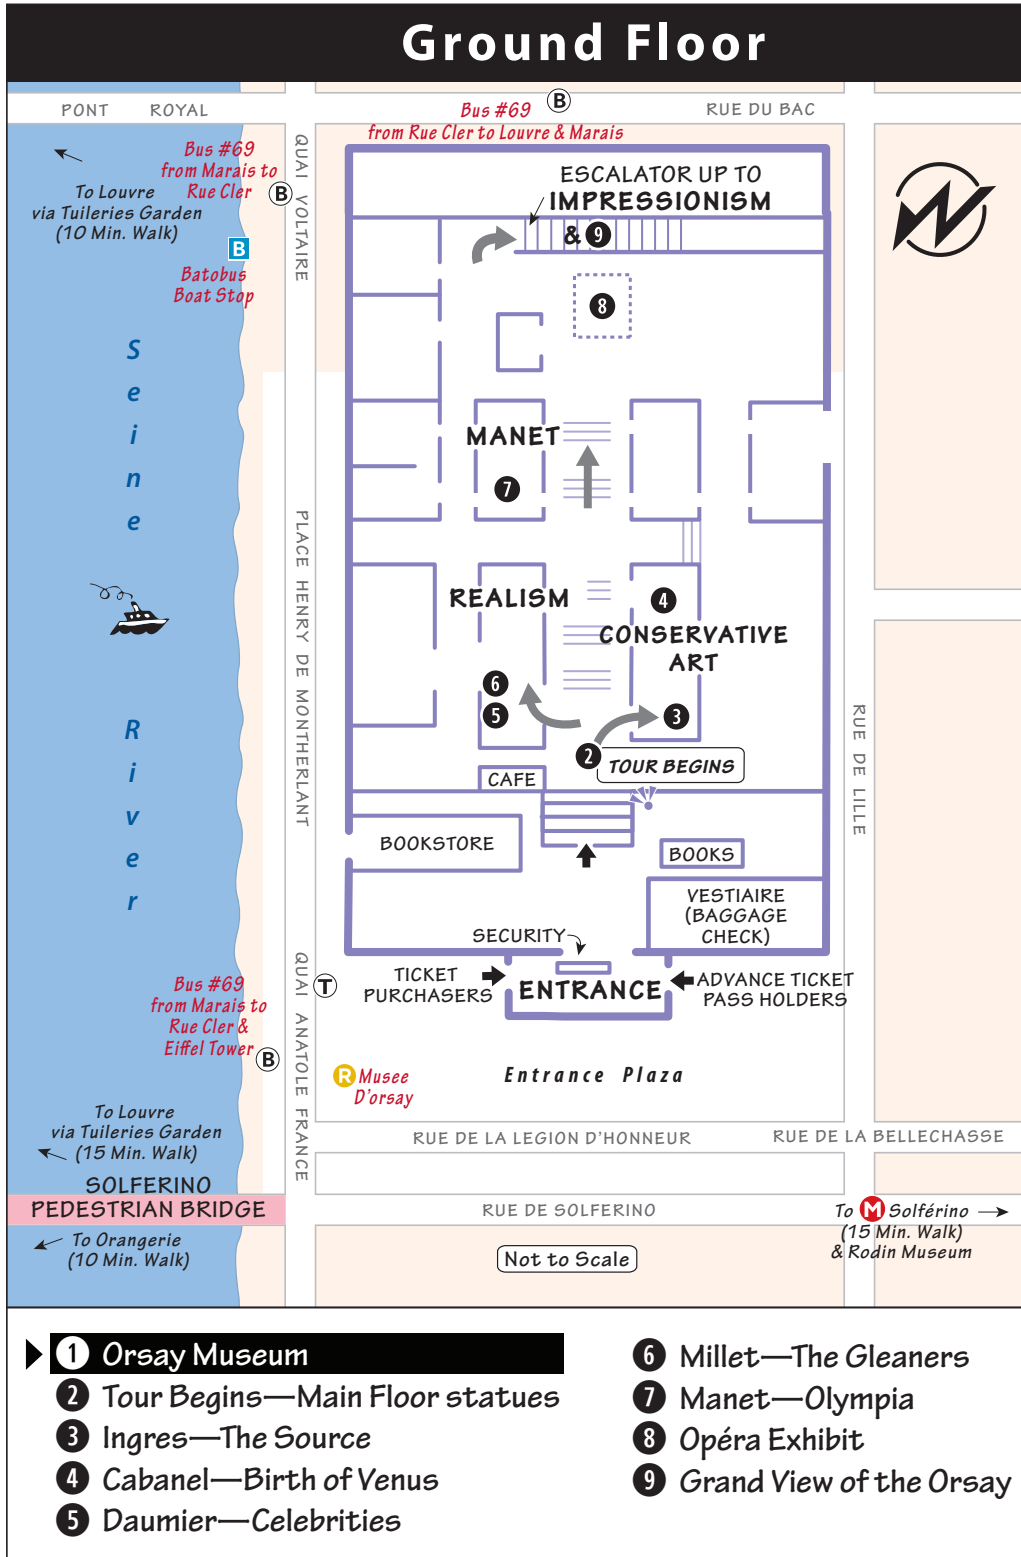 Ground Floor
PONT ROYAL
Bus #69
from Rue Cler to Louvre & Marais
B
RUE DU BAC
Bus #69
from Marais to
Rue Cler
B
QUAI VOLTAIRE
To Louvre
via Tuileries Garden
(10 Min. Walk)
B
Batobus
Boat Stop
ESCALATOR UP TO
IMPRESSIONISM
& 9
8
Seine
MANET
7
PLACE HENRY DE MONTHERLANT
REALISM
4
CONSERVATIVE
ART
6
5
3
2
TOUR BEGINS
River
RUE DE LILLE
CAFE
BOOKSTORE
BOOKS
VESTIAIRE
(BAGGAGE
CHECK)
SECURITY
TICKET
PURCHASERS
ENTRANCE
ADVANCE TICKET
PASS HOLDERS
QUAI ANATOLE FRANCE
T
Bus #69
from Marais to
Rue Cler &
Eiffel Tower
B
R Musee
D'orsay
Entrance Plaza
To Louvre
via Tuileries Garden
(15 Min. Walk)
RUE DE LA LEGION D'HONNEUR
RUE DE LA BELLECHASSE
SOLFERINO
PEDESTRIAN BRIDGE
RUE DE SOLFERINO
To M Solférino
(15 Min. Walk)
& Rodin Museum
To Orangerie
(10 Min. Walk)
Not to Scale
1 Orsay Museum
2 Tour Begins—Main Floor statues
3 Ingres—The Source
4 Cabanel—Birth of Venus
5 Daumier—Celebrities
6 Millet—The Gleaners
7 Manet—Olympia
8 Opéra Exhibit
9 Grand View of the Orsay